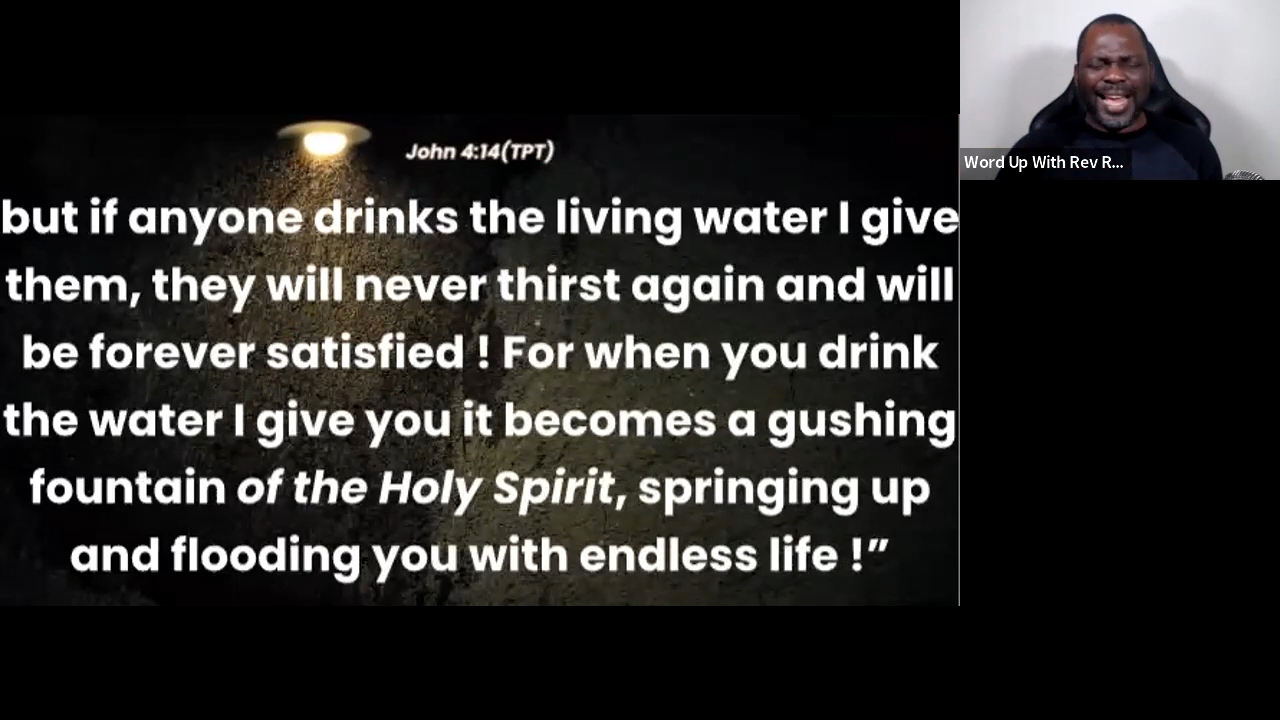 John 4:14(TPT)
but if anyone drinks the living water I give
them, they will never thirst again and will
be forever satisfied ! For when you drink
the water I give you it becomes a gushing
fountain of the Holy Spirit, springing up
and flooding you with endless life !”
Word Up With Rev R...